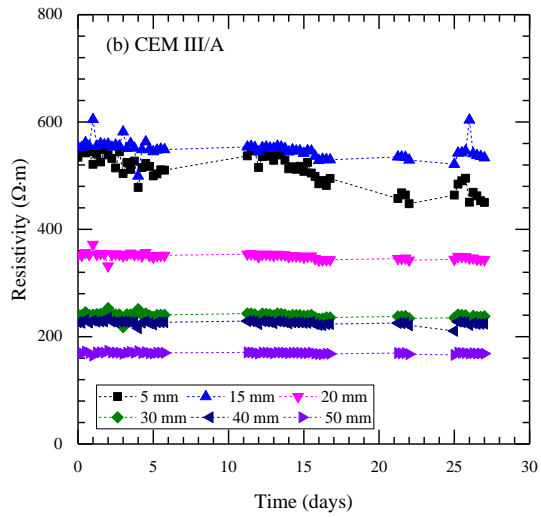 (b) CEM III/A
800
600
400
200
0
Resistivity (Ω·m)
5 mm 15 mm 20 mm
30 mm 40 mm 50 mm
0 5 10 15 20 25 30
Time (days)